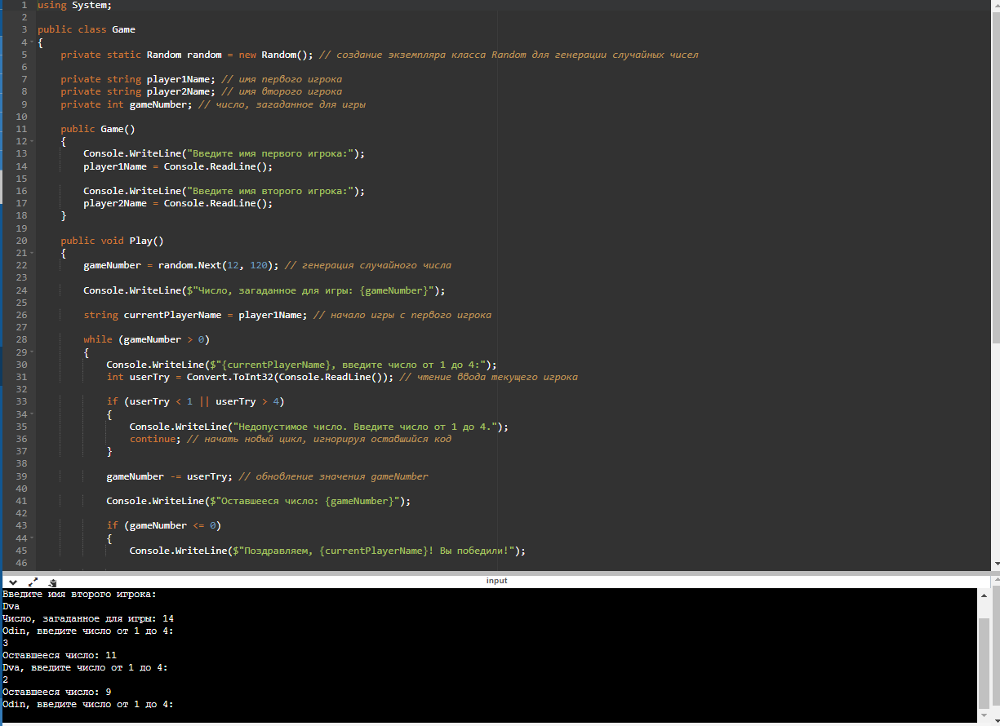 1 using System;
2
3 public class Game
4 {
5 private static Random random = new Random(); // создание экземпляра класса Random для генерации случайных чисел
6
7 private string player1Name; // имя первого игрока
8 private string player2Name; // имя второго игрока
9 private int gameNumber; // число, загаданное для игры
10
11 public Game()
12 {
13 Console.WriteLine("Введите имя первого игрока:");
14 player1Name = Console.ReadLine();
15
16 Console.WriteLine("Введите имя второго игрока:");
17 player2Name = Console.ReadLine();
18 }
19
20 public void Play()
21 {
22 gameNumber = random.Next(12, 120); // генерация случайного числа
23
24 Console.WriteLine($"Число, загаданное для игры: {gameNumber}");
25
26 string currentPlayerName = player1Name; // начало игры с первого игрока
27
28 while (gameNumber > 0)
29 {
30 Console.WriteLine($"{currentPlayerName}, введите число от 1 до 4:");
31 int userTry = Convert.ToInt32(Console.ReadLine()); // чтение ввода текущего игрока
32
33 if (userTry < 1 || userTry > 4)
34 {
35 Console.WriteLine("Недопустимое число. Введите число от 1 до 4.");
36 continue; // начать новый цикл, игнорируя оставшийся код
37 }
38
39 gameNumber -= userTry; // обновление значения gameNumber
40
41 Console.WriteLine($"Оставшееся число: {gameNumber}");
42
43 if (gameNumber <= 0)
44 {
45 Console.WriteLine($"Поздравляем, {currentPlayerName}! Вы победили!");
46
input
Введите имя второго игрока:
Dva
Число, загаданное для игры: 14
Odin, введите число от 1 до 4:
3
Оставшееся число: 11
Dva, введите число от 1 до 4:
2
Оставшееся число: 9
Odin, введите число от 1 до 4: